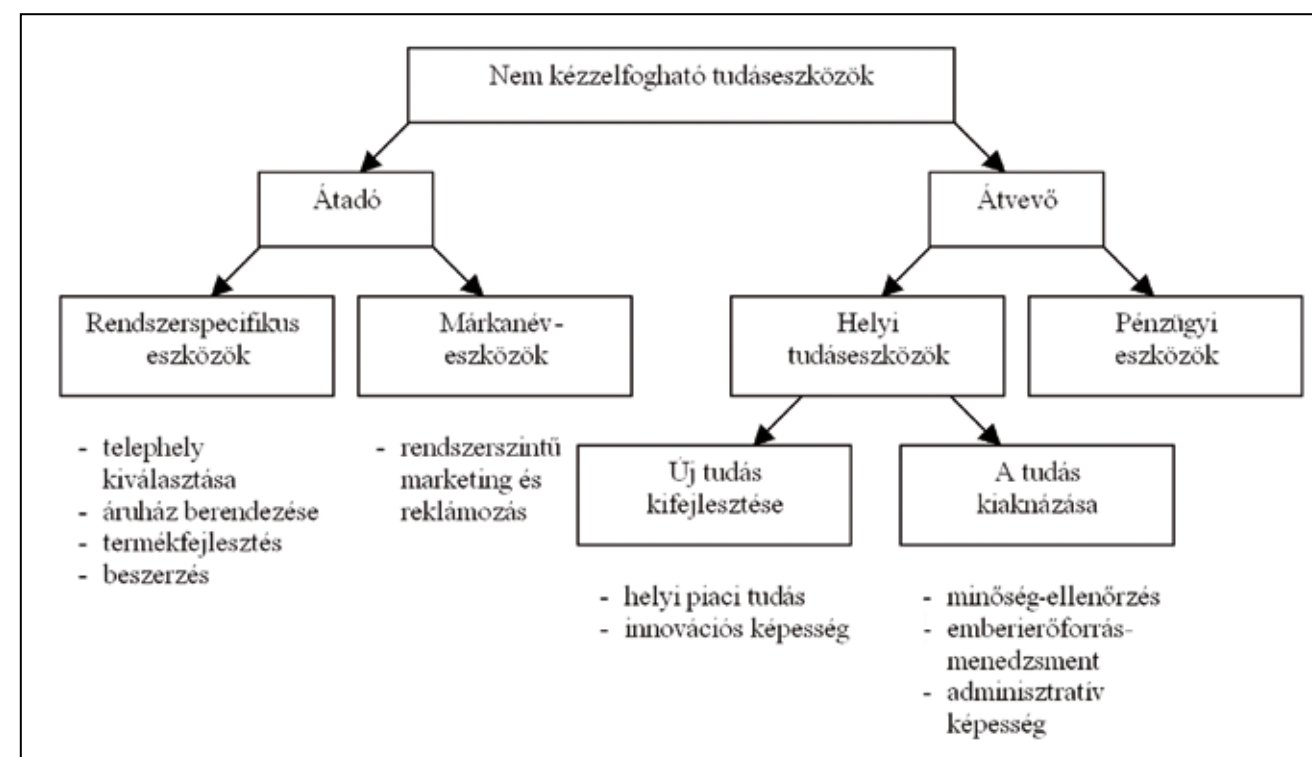 Nem kézzelfogható tudáseszközök
Átadó
Átvevő
Rendszerspecifikus
eszközök
Márkanév-
eszközök
Helyi
tudáseszközök
Pénzügyi
eszközök
- telephely
kiválasztása
- áruház berendezése
- termékfejlesztés
- beszerzés
- rendszerszintű
marketing és
reklámozás
Új tudás
kifejlesztése
A tudás
kiaknázása
- helyi piaci tudás
- innovációs képesség
- minőség-ellenőrzés
- emberierőforrás-
menedzsment
- adminisztratív
képesség